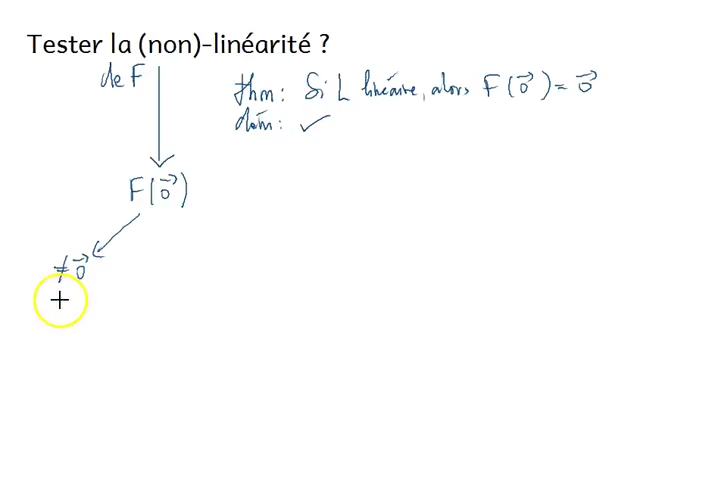 Tester la (non)-linéarité ?
de F
thm: Si L linéaire, alors F(0⃗) = 0⃗
dém: ✓
F(0⃗)
≠ 0⃗